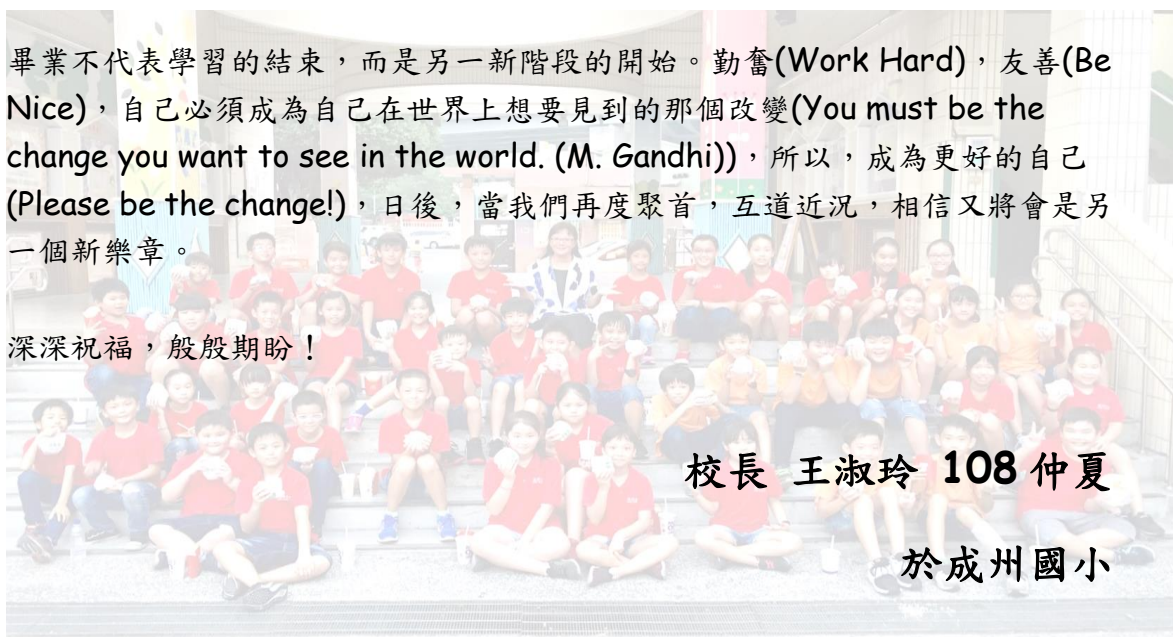 畢業不代表學習的結束，而是另一新階段的開始。勤奮(Work Hard)，友善(Be
Nice)，自己必須成為自己在世界上想要見到的那個改變(You must be the
change you want to see in the world. (M. Gandhi))，所以，成為更好的自己
(Please be the change!)，日後，當我們再度聚首，互道近況，相信又將會是另
一個新樂章。
深深祝福，殷殷期盼！
校長 王淑玲 108 仲夏
於成州國小